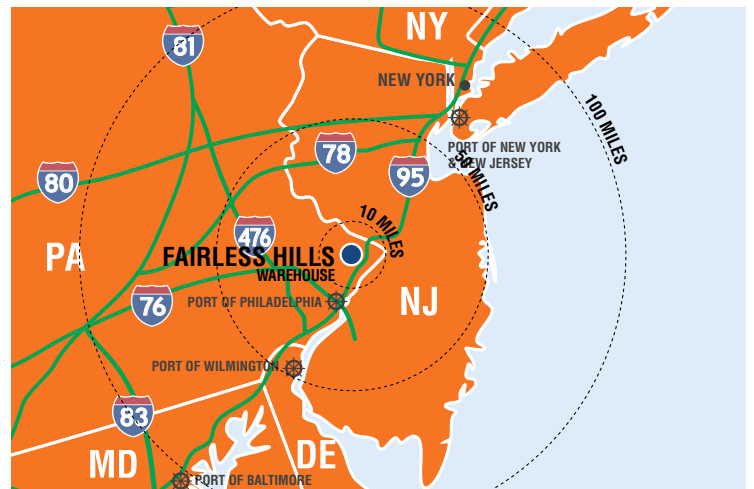 81
NY
NEW YORK
100 MILES
PORT OF NEW YORK
& NEW JERSEY
50 MILES
78
95
80
10 MILES
476
PA
FAIRLESS HILLS
WAREHOUSE
76
PORT OF PHILADELPHIA
NJ
PORT OF WILMINGTON
83
MD
DE
PORT OF BALTIMORE